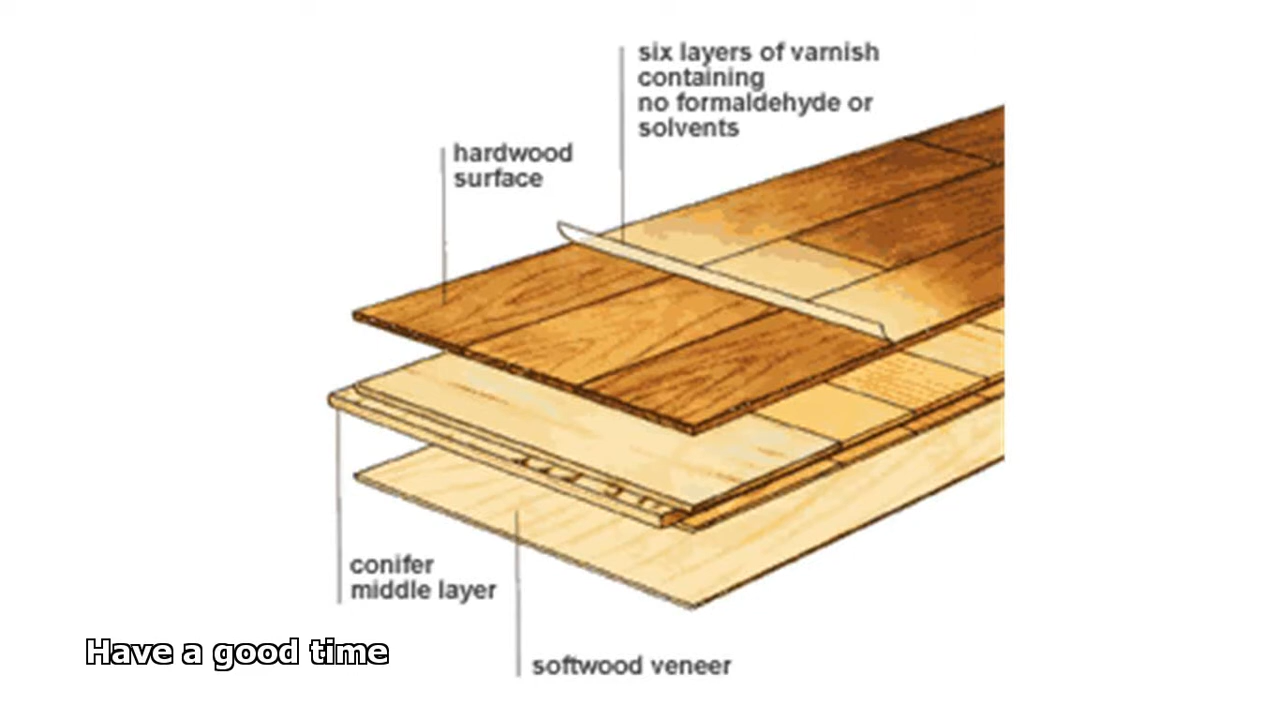 six layers of varnish
containing
no formaldehyde or
solvents
hardwood
surface
conifer
middle layer
Have a good time
softwood veneer